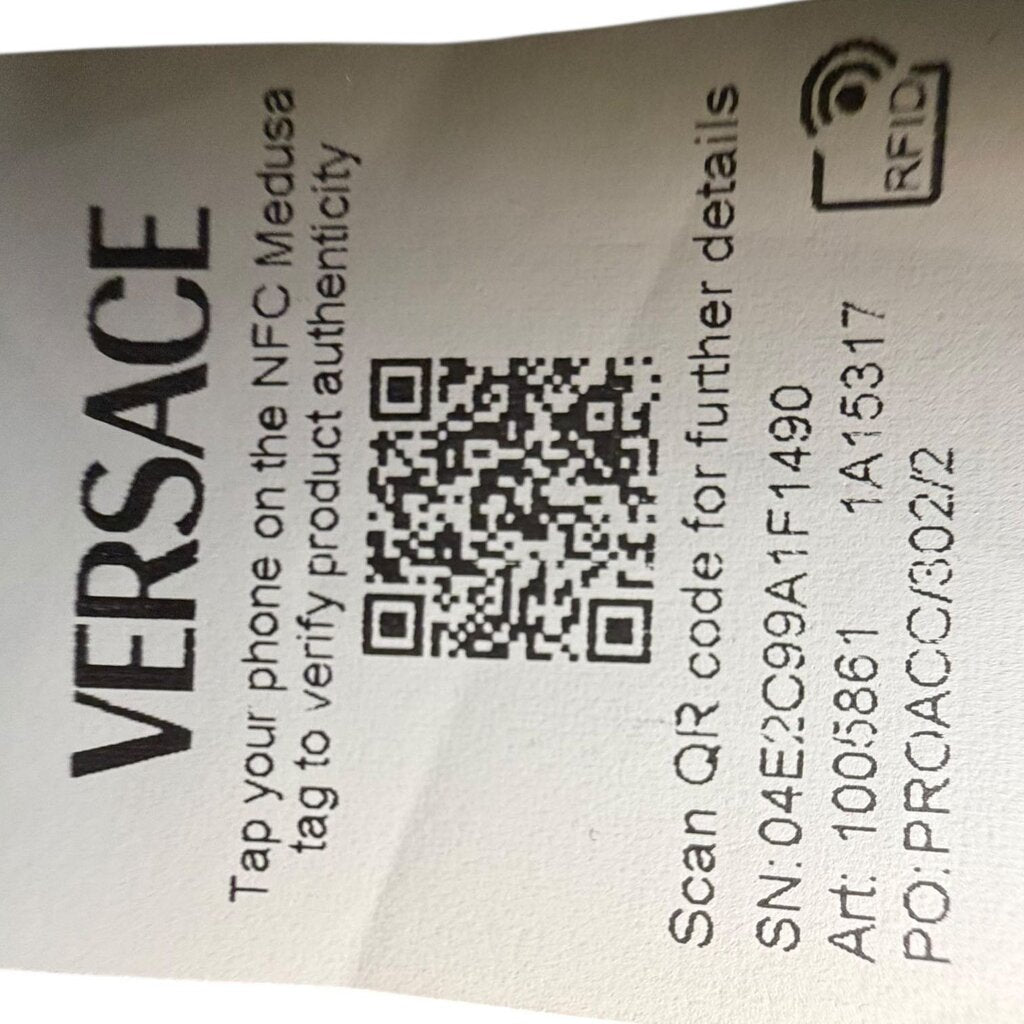 VERSACE
Tap your phone on the NFC Medusa
tag to verify product authenticity
Scan QR code for further details
SN: 04E2C99A1F1490
Art: 1005861 1A15317
PO:PROACC/302/2
RFID